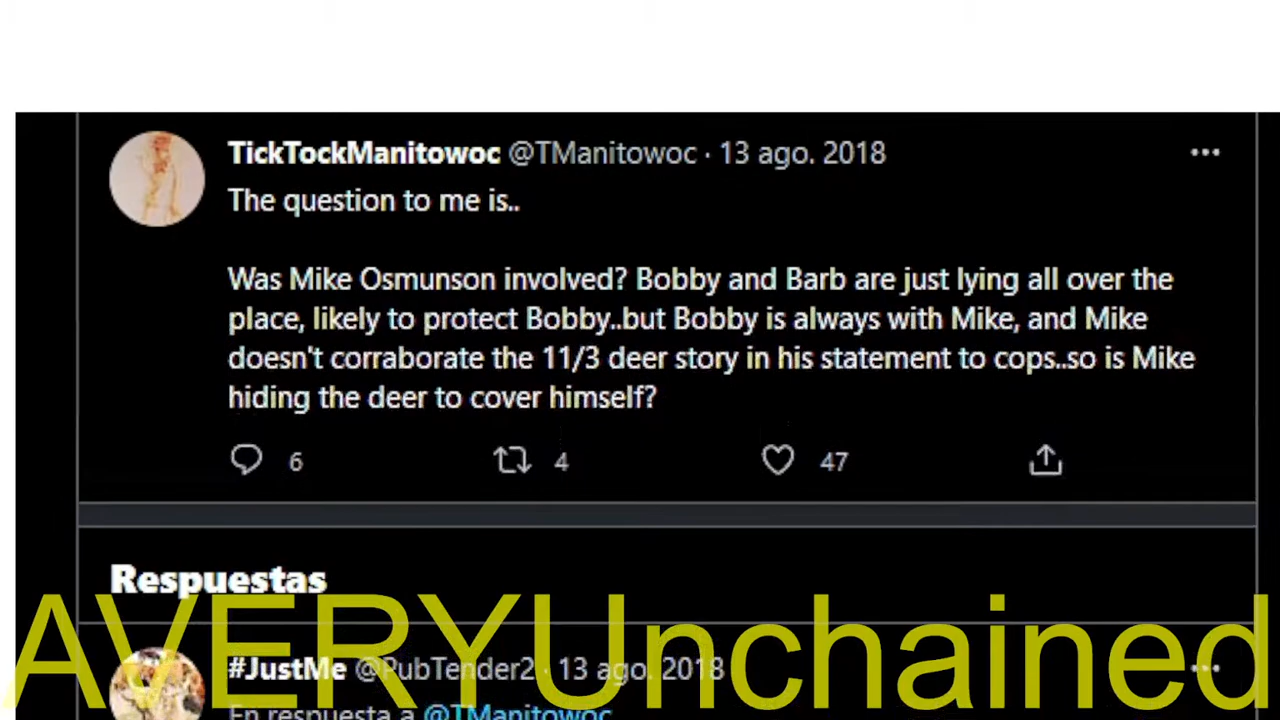 TickTockManitowoc @TManitowoc · 13 ago. 2018
The question to me is..
Was Mike Osmunson involved? Bobby and Barb are just lying all over the
place, likely to protect Bobby..but Bobby is always with Mike, and Mike
doesn't corraborate the 11/3 deer story in his statement to cops..so is Mike
hiding the deer to cover himself?
6 4 47
Respuestas
AVERYUnchained
#JustMe @PubTender2 · 13 ago. 2018
En respuesta a @TManitowoc